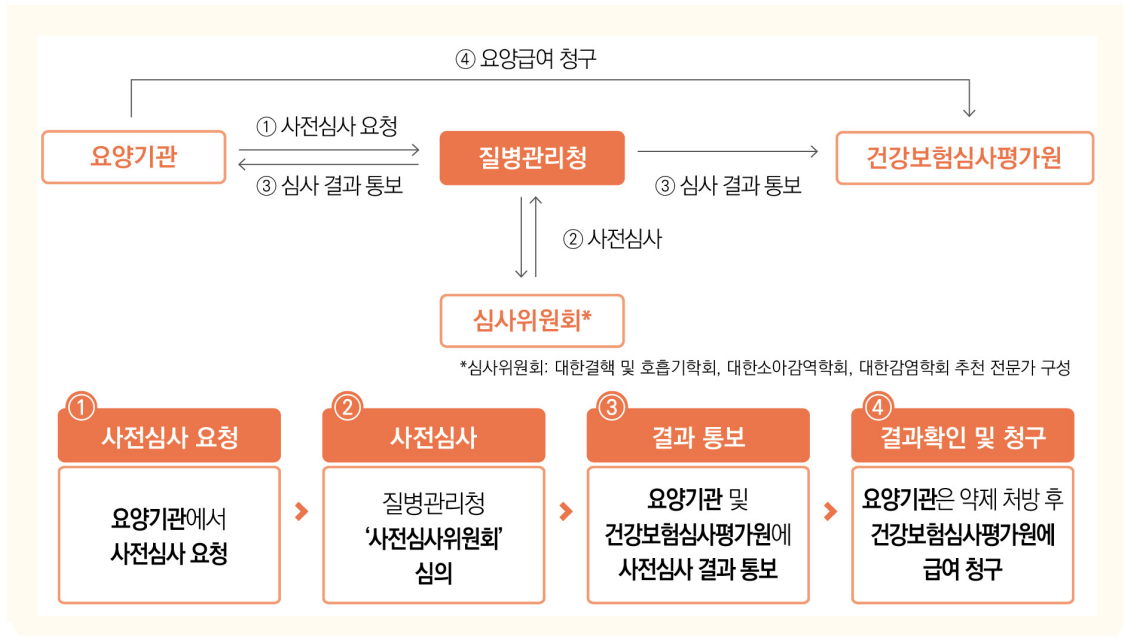 ④ 요양급여 청구
요양기관
① 사전심사 요청
③ 심사 결과 통보
질병관리청
③ 심사 결과 통보
건강보험심사평가원
② 사전심사
심사위원회*
*심사위원회: 대한결핵 및 호흡기학회, 대한소아감역학회, 대한감염학회 추천 전문가 구성
①
사전심사 요청
요양기관에서
사전심사 요청
②
사전심사
질병관리청
‘사전심사위원회’
심의
③
결과 통보
요양기관 및
건강보험심사평가원에
사전심사 결과 통보
④
결과확인 및 청구
요양기관은 약제 처방 후
건강보험심사평가원에
급여 청구